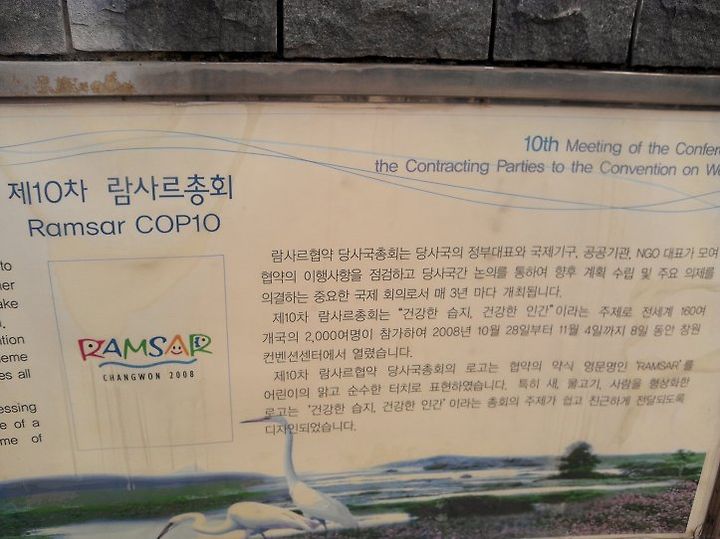 10th Meeting of the
the Contracting Parties to the Convention on
제10차 람사르총회
Ramsar COP10
람사르협약 당사국총회는 당사국의 정부대표와 국제기구, 공공기관, NGO 대표가 모여
협약의 이행사항을 점검하고 당사국간 논의를 통하여 향후 계획 수립 및 주요 의제를
의결하는 중요한 국제 회의로서 매 3년 마다 개최됩니다.
제10차 람사르총회는 “건강한 습지, 건강한 인간”이라는 주제로 전세계 160여
개국의 2,000여명이 참가하여 2008년 10월 28일부터 11월 4일까지 8일 동안 창원
컨벤션센터에서 열렸습니다.
제10차 람사르협약 당사국총회의 로고는 협약의 약식 명문명인 ‘RAMSAR’를
어린이의 맑고 순수한 터치로 표현하였습니다. 특히 새, 물고기, 사람을 형상화한
로고는 ‘건강한 습지, 건강한 인간’이라는 총회의 주제가 쉽고 친근하게 전달되도록
디자인되었습니다.
RAMSAR
CHANGWON 2008
to
all
of a
of